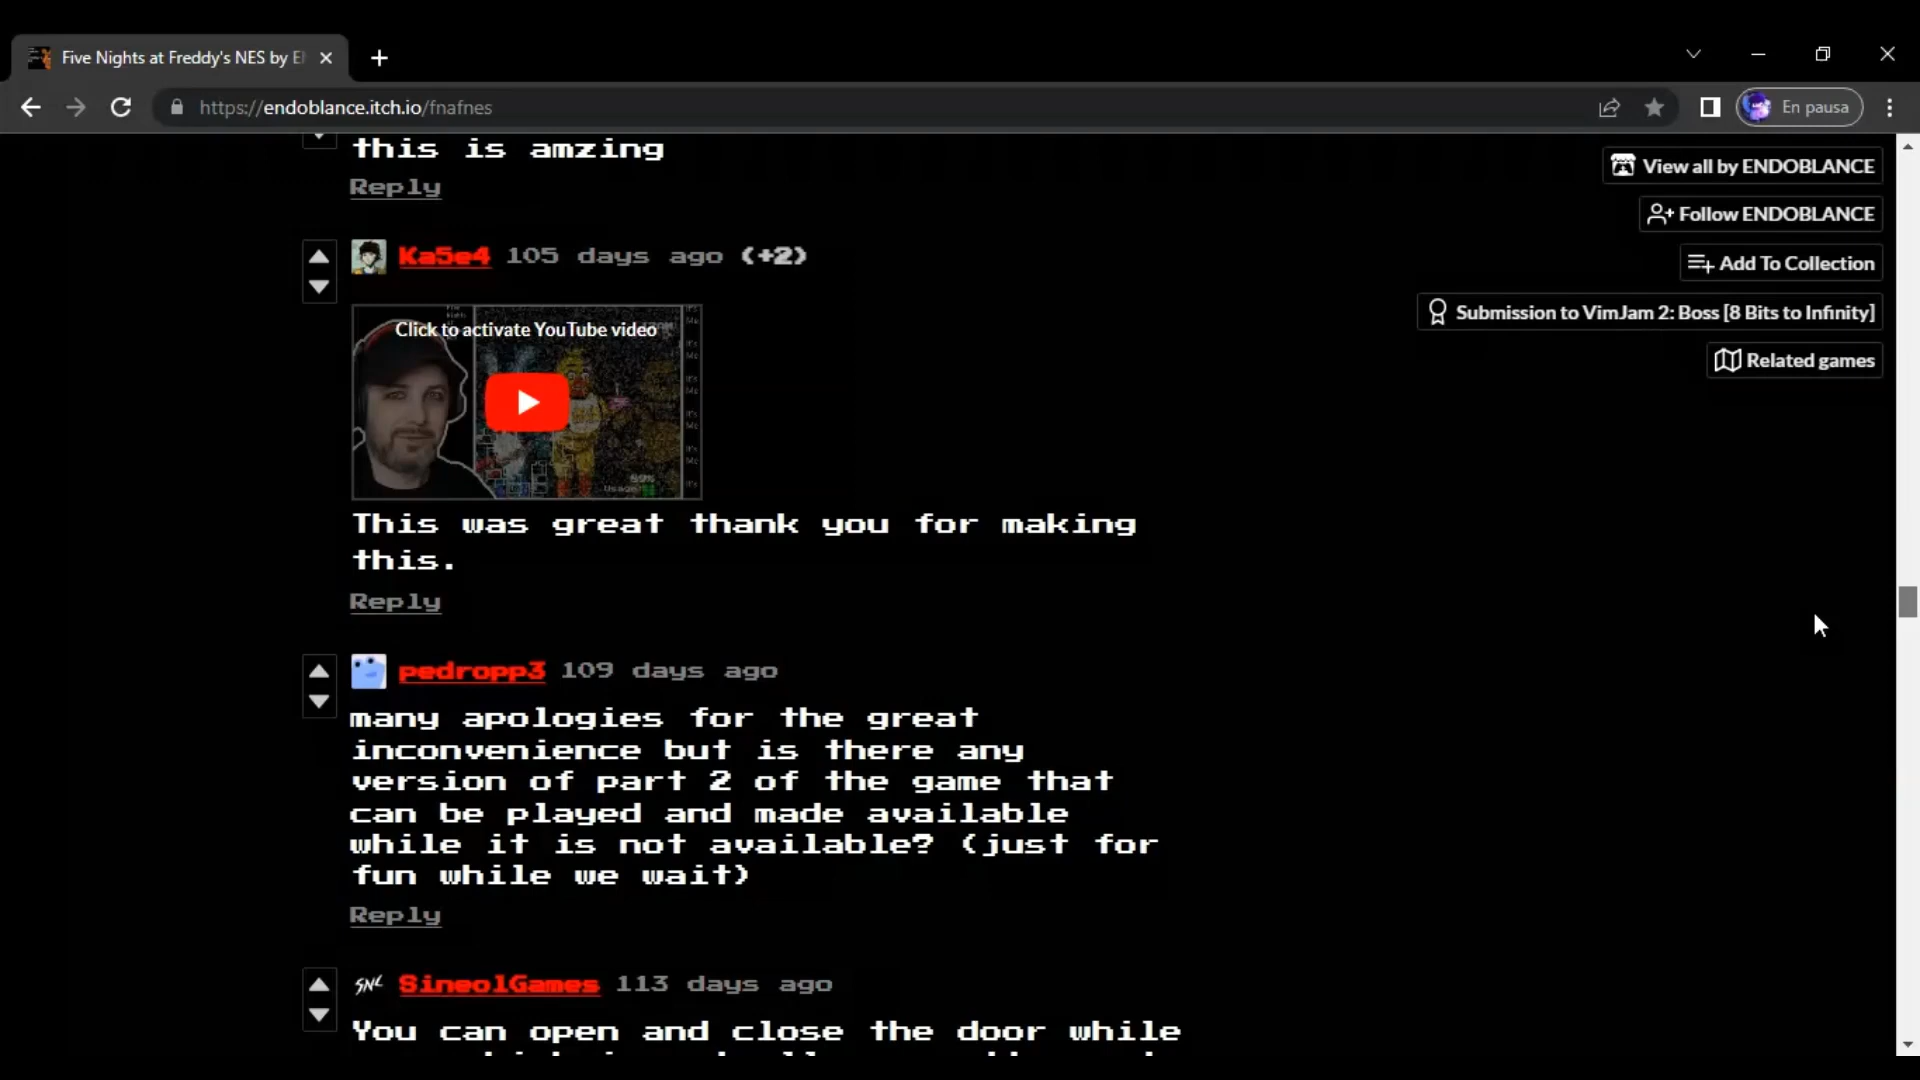 Five Nights at Freddy's NES by E
https://endoblance.itch.io/fnafnes
En pausa
this is amzing
Reply
View all by ENDOBLANCE
Follow ENDOBLANCE
Add To Collection
Submission to VimJam 2: Boss [8 Bits to Infinity]
Related games
Ka5e4 105 days ago (+2)
Click to activate YouTube video
It's
Me
89%
Usage:
This was great thank you for making
this.
Reply
pedropp3 109 days ago
many apologies for the great
inconvenience but is there any
version of part 2 of the game that
can be played and made available
while it is not available? (just for
fun while we wait)
Reply
SNL SineolGames 113 days ago
You can open and close the door while